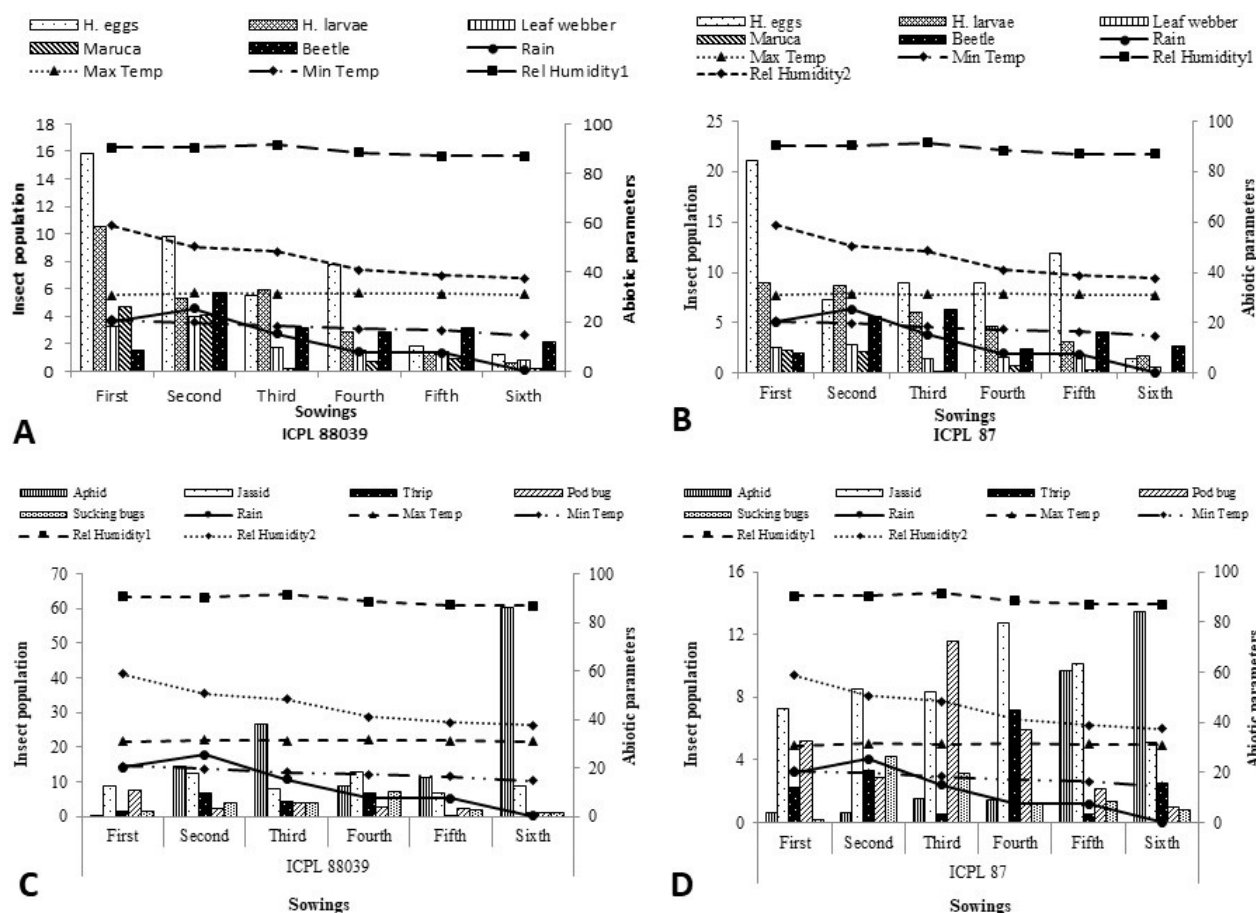 H. eggs H. larvae Leaf webber
Maruca Beetle Rain
Max Temp Min Temp Rel Humidity1
18
16
14
12
10
8
6
4
2
0
Insect population
100
80
60
40
20
0
Abiotic parameters
First Second Third Fourth Fifth Sixth
Sowings
ICPL 88039
A
H. eggs H. larvae Leaf webber
Maruca Beetle Rain
Max Temp Min Temp Rel Humidity1
Rel Humidity2
25
20
15
10
5
0
Insect population
100
80
60
40
20
0
Abiotic parameters
First Second Third Fourth Fifth Sixth
Sowings
ICPL 87
B
Aphid Jassid Thrip Pod bug
Sucking bugs Rain Max Temp Min Temp
Rel Humidity1 Rel Humidity2
70
60
50
40
30
20
10
0
Insect population
100
80
60
40
20
0
Abiotic parameters
First Second Third Fourth Fifth Sixth
ICPL 88039
Sowings
C
Aphid Jassid Thrip Pod bug
Sucking bugs Rain Max Temp Min Temp
Rel Humidity1 Rel Humidity2
16
12
8
4
0
Insect population
100
80
60
40
20
0
Abiotic parameters
First Second Third Fourth Fifth Sixth
ICPL 87
Sowings
D